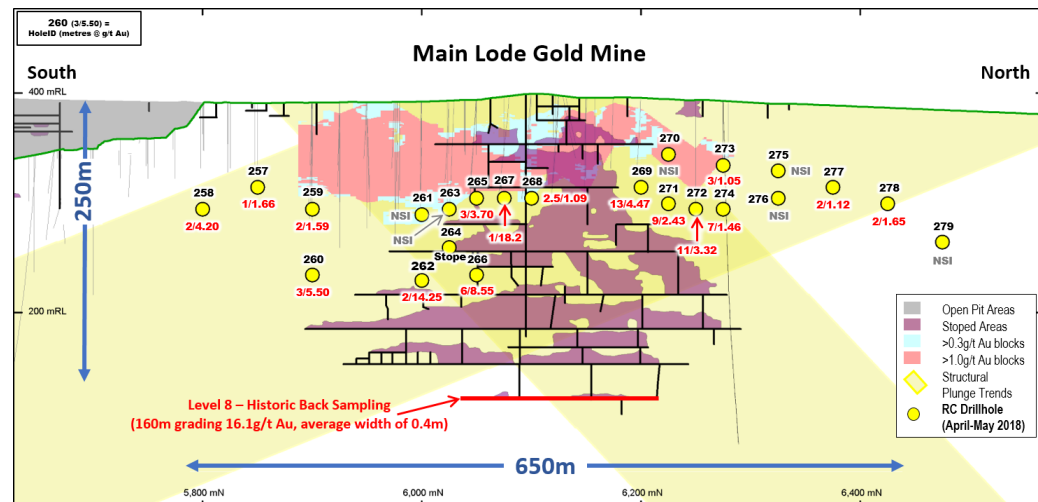 260 (3/5.50) =
HoleID (metres @ g/t Au)
Main Lode Gold Mine
South
North
400 mRL
250m
200 mRL
257
1/1.66
258
2/4.20
259
2/1.59
260
3/5.50
261
NSI
263
NSI
264
Stope
262
2/14.25
265
3/3.70
266
6/8.55
267
1/18.2
268
2.5/1.09
269
13/4.47
270
NSI
271
9/2.43
272
11/3.32
273
3/1.05
274
7/1.46
275
NSI
276
NSI
277
2/1.12
278
2/1.65
279
NSI
Level 8 – Historic Back Sampling
(160m grading 16.1g/t Au, average width of 0.4m)
650m
5,800 mN
6,000 mN
6,200 mN
6,400 mN
Open Pit Areas
Stoped Areas
>0.3g/t Au blocks
>1.0g/t Au blocks
Structural
Plunge Trends
RC Drillhole
(April-May 2018)